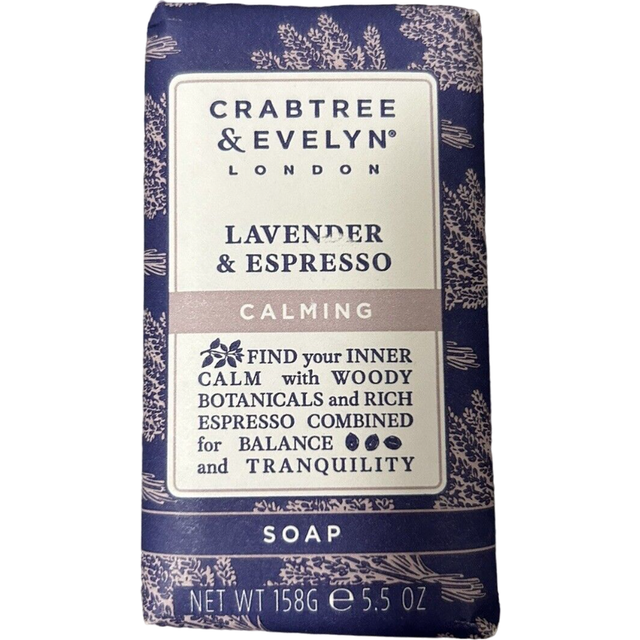 CRABTREE
& EVELYN®
LONDON
LAVENDER
& ESPRESSO
CALMING
FIND your INNER
CALM with WOODY
BOTANICALS and RICH
ESPRESSO COMBINED
for BALANCE
and TRANQUILITY
SOAP
NET WT 158G ℮ 5.5 OZ